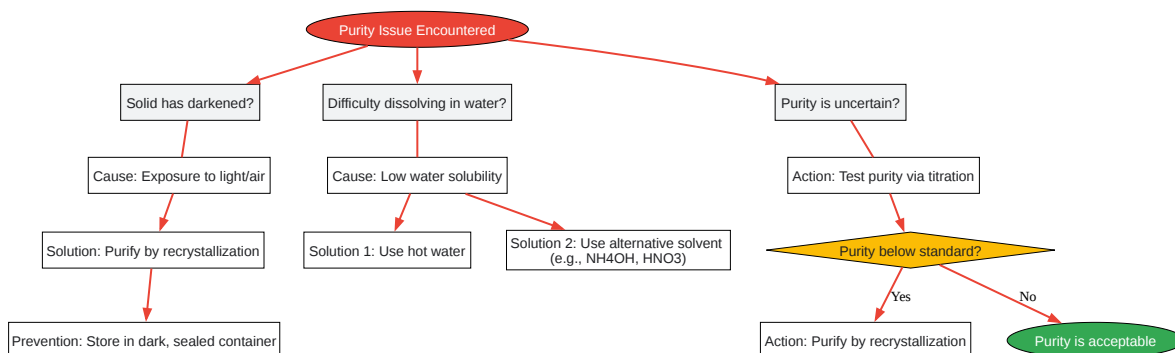 Purity Issue Encountered
Solid has darkened?
Difficulty dissolving in water?
Purity is uncertain?
Cause: Exposure to light/air
Cause: Low water solubility
Action: Test purity via titration
Solution: Purify by recrystallization
Solution 1: Use hot water
Solution 2: Use alternative solvent
(e.g., NH4OH, HNO3)
Purity below standard?
Yes
No
Prevention: Store in dark, sealed container
Action: Purify by recrystallization
Purity is acceptable